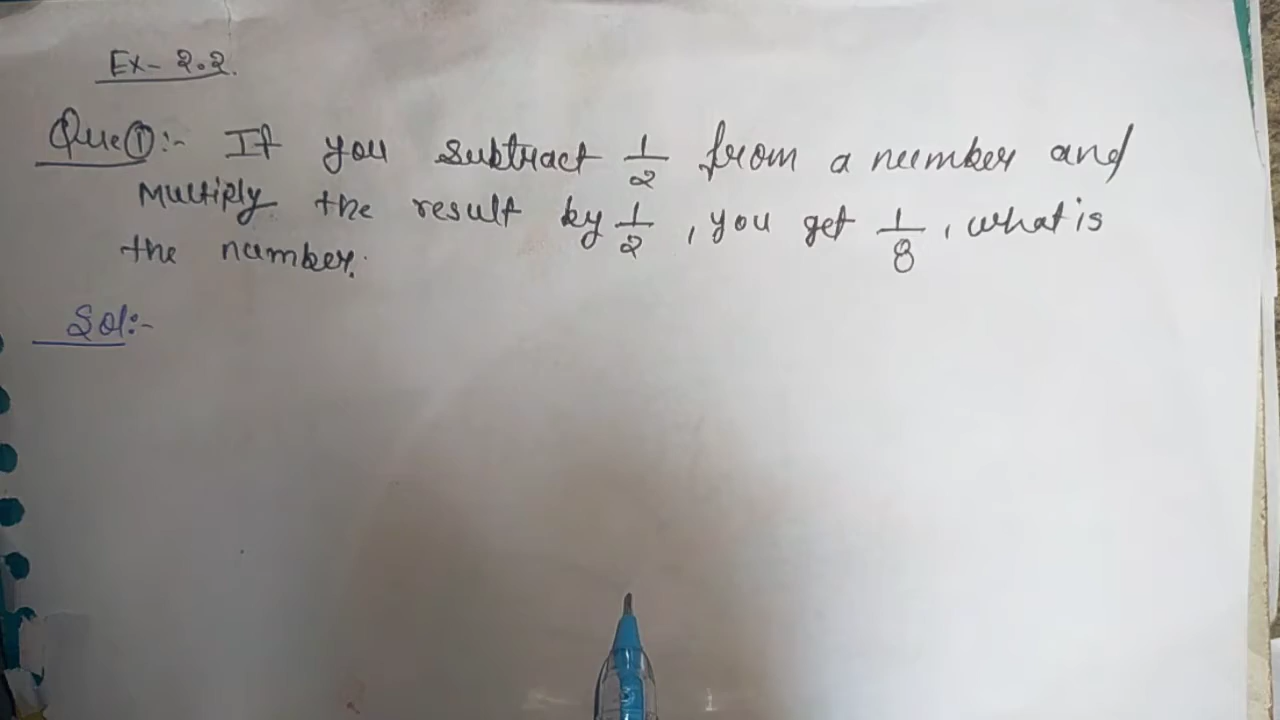 Ex- 2.2.
Que①:- If you subtract 1/2 from a number and
Multiply the result by 1/2, you get 1/8, what is
the number.
Sol:-